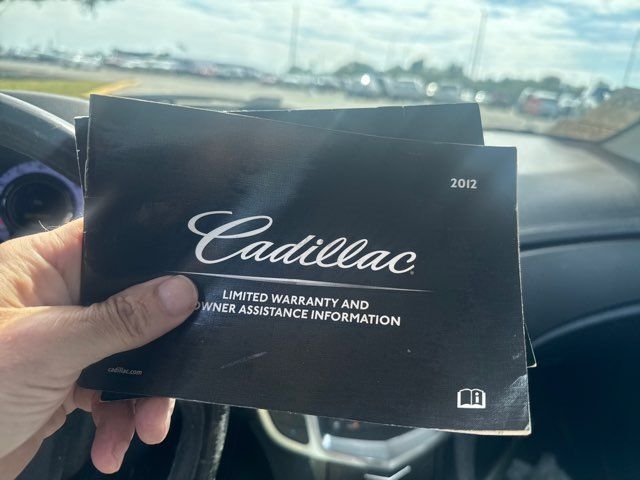 2012
Cadillac
LIMITED WARRANTY AND
OWNER ASSISTANCE INFORMATION
cadillac.com